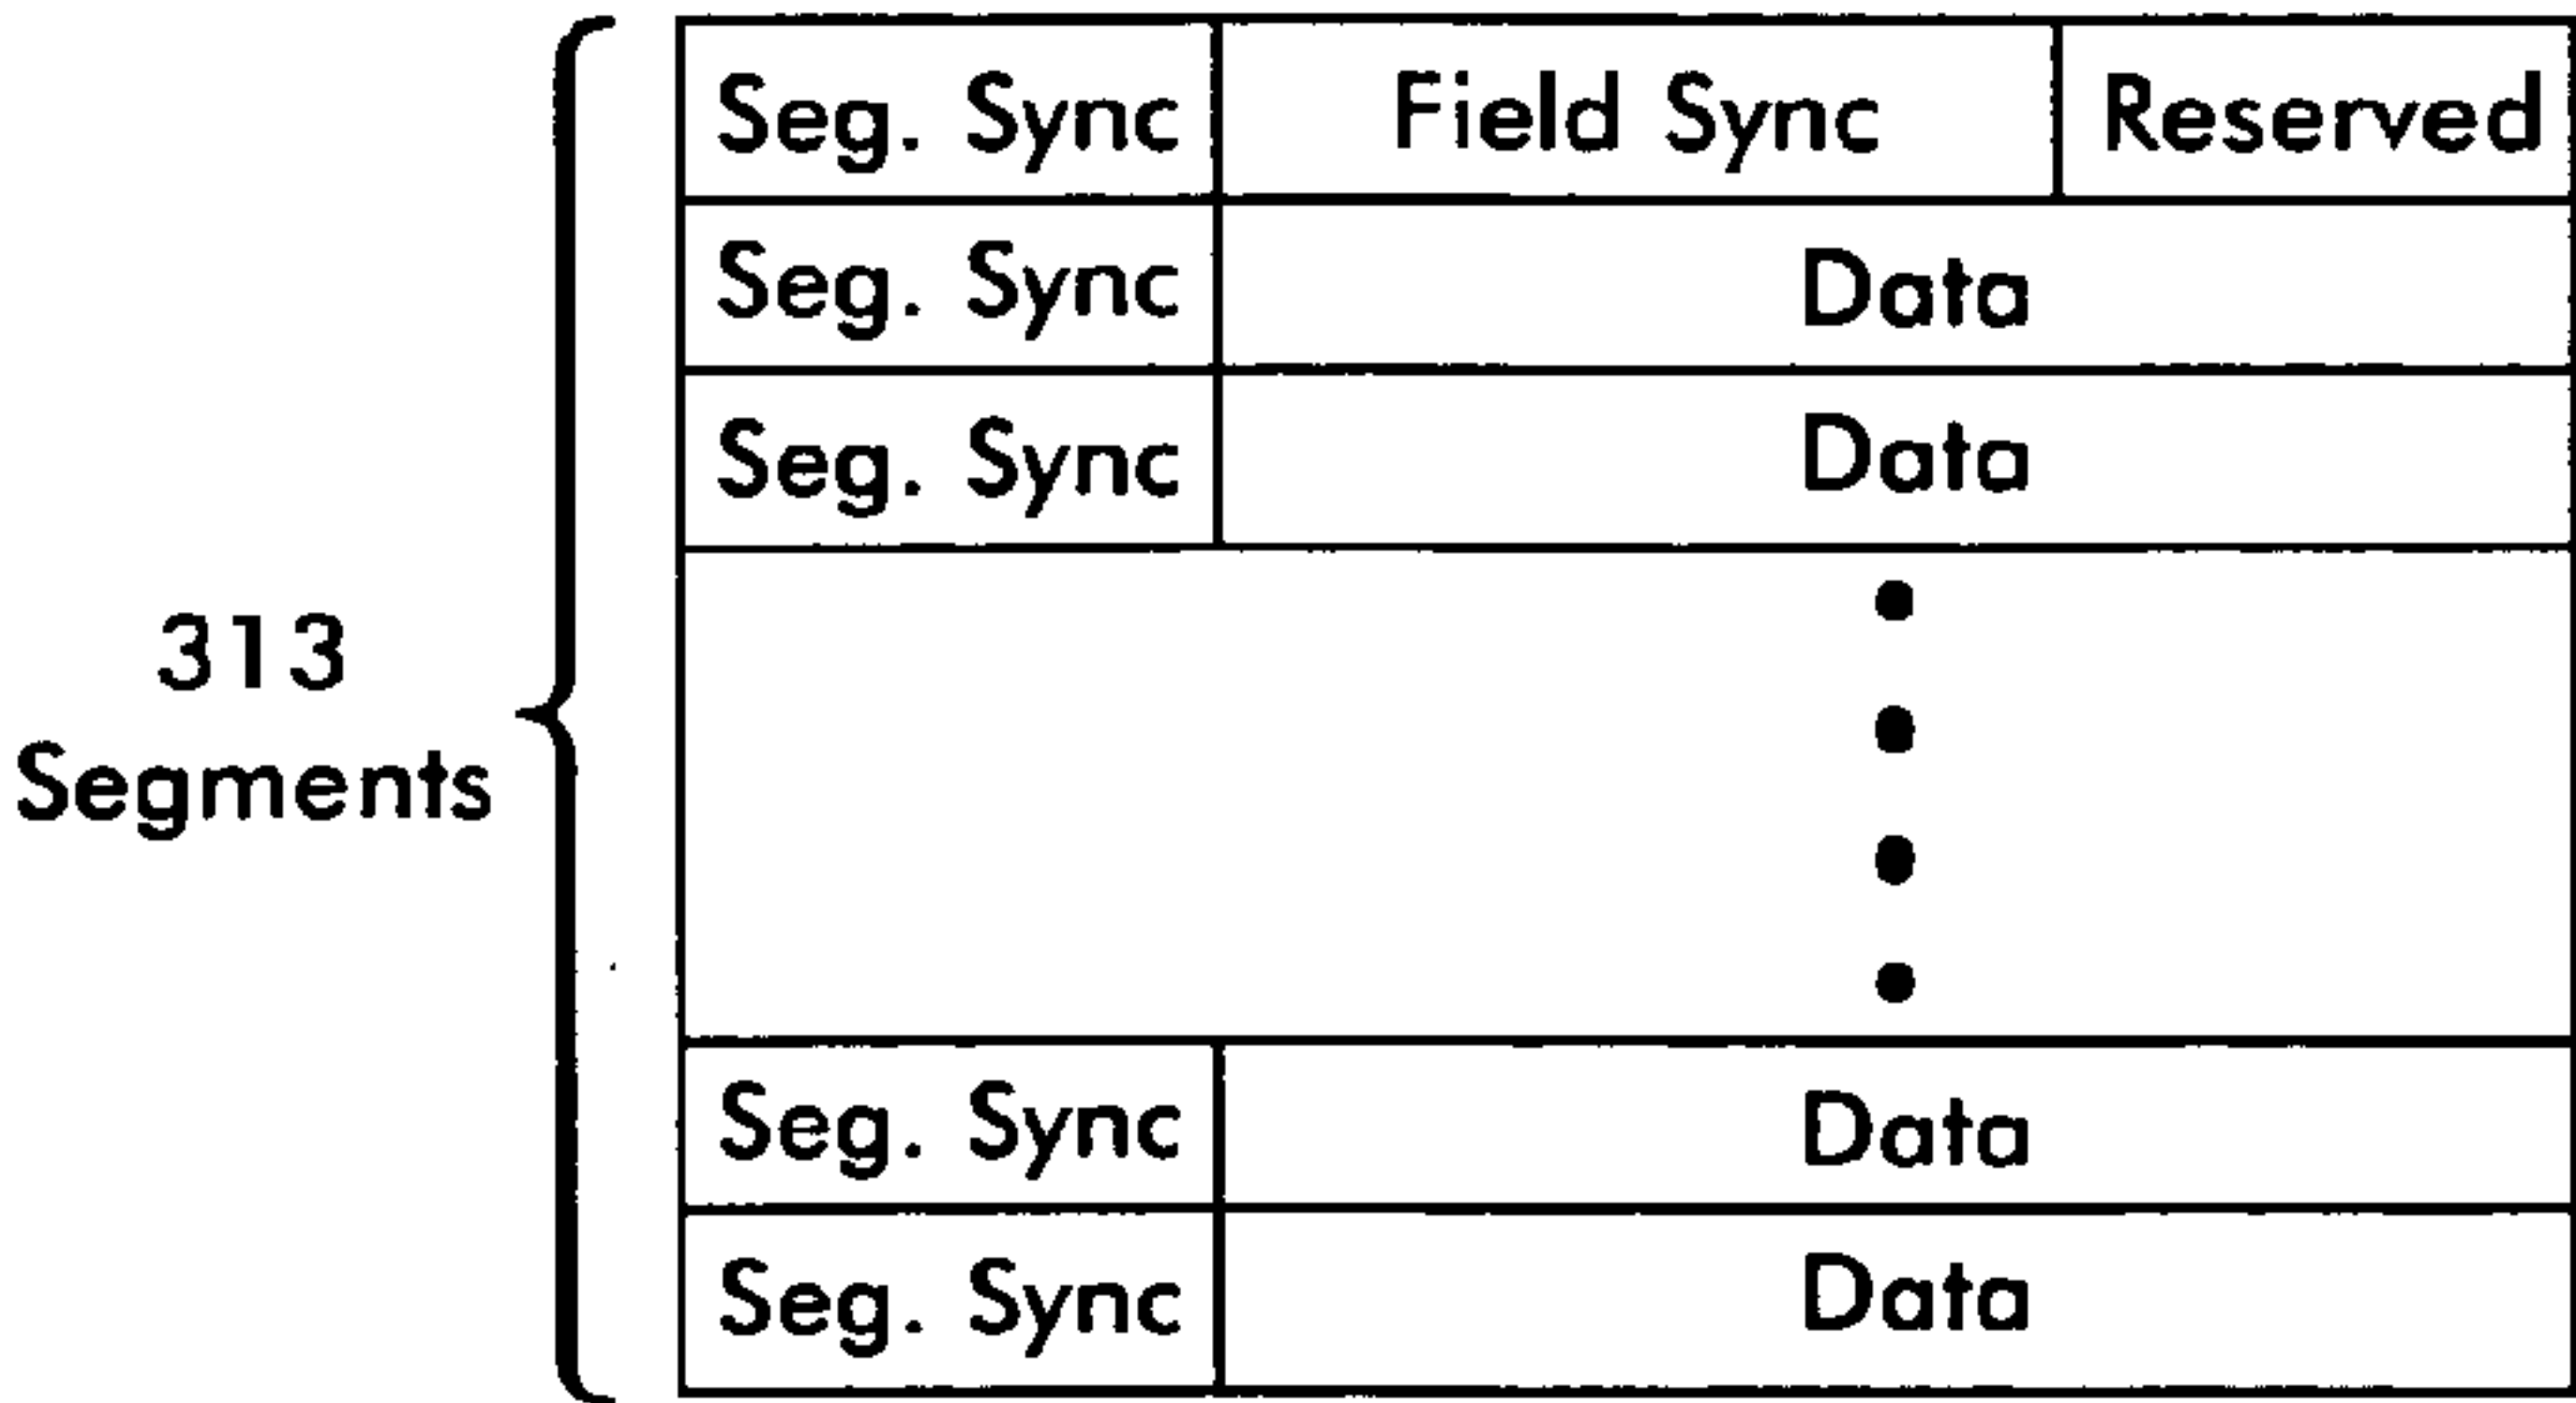 Seg. Sync Field Sync Reserved
Seg. Sync Data
Seg. Sync Data
313
Segments
Seg. Sync Data
Seg. Sync Data